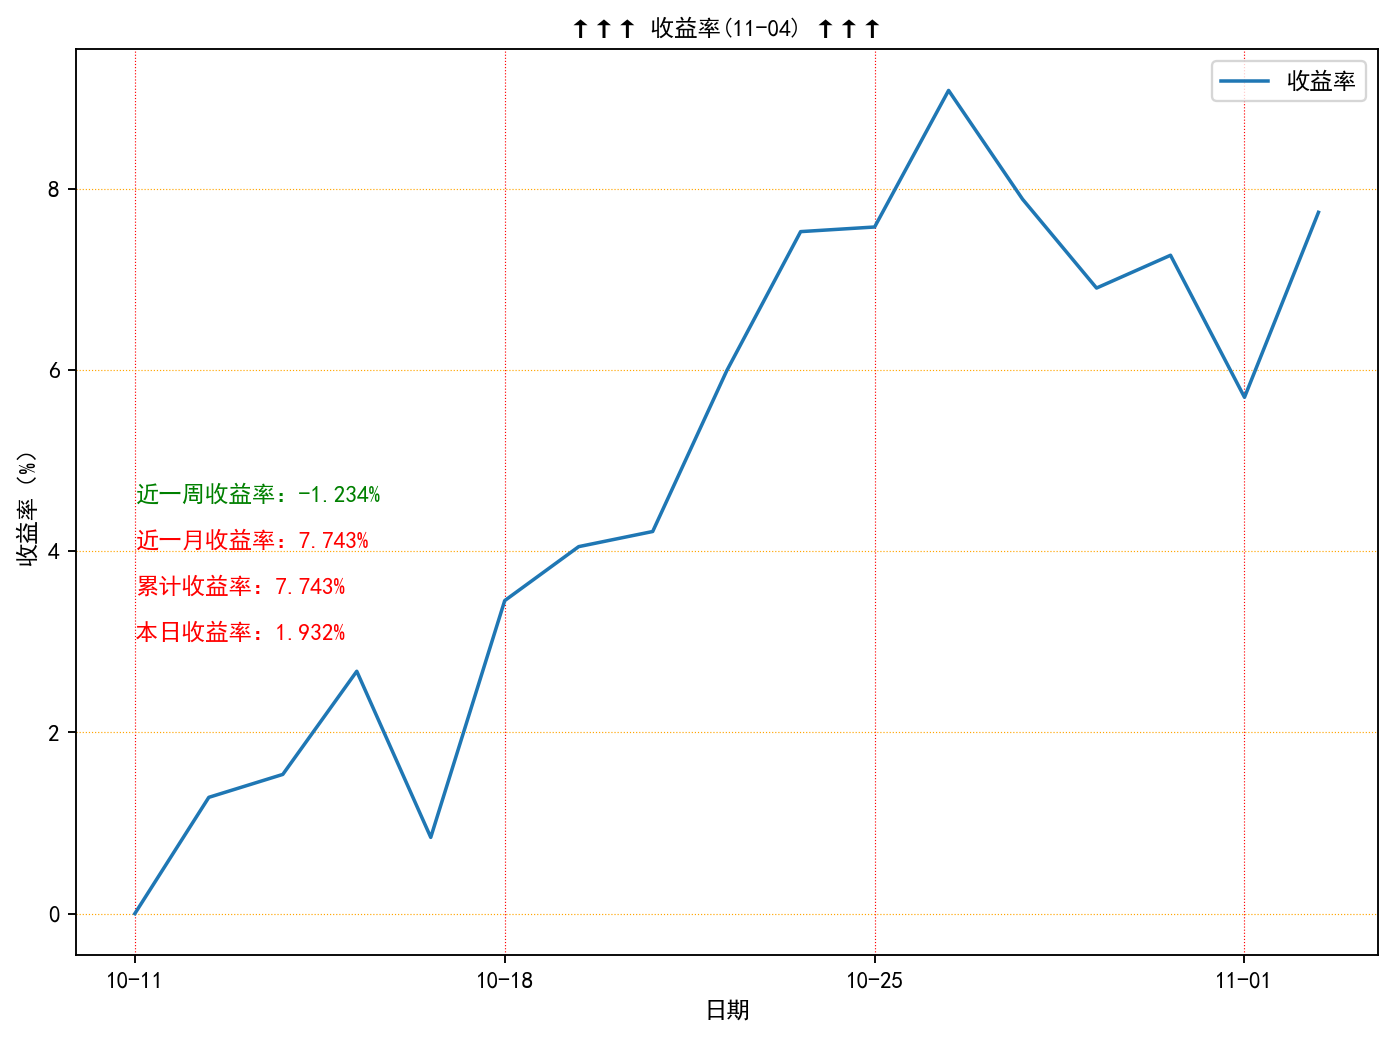 ↑↑↑ 收益率(11-04) ↑↑↑
收益率
8
6
4
2
0
收益率 (%)
近一周收益率：-1.234%
近一月收益率：7.743%
累计收益率：7.743%
本日收益率：1.932%
10-11
10-18
10-25
11-01
日期